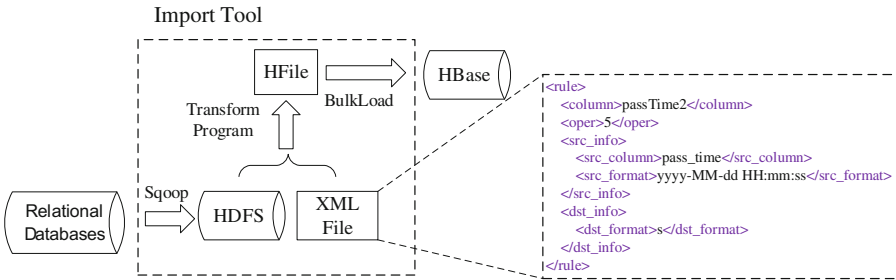 Import Tool
HFile
HBase
BulkLoad
Transform
Program
Sqoop
Relational
Databases
HDFS
XML
File
<rule>
<column>passTime2</column>
<oper>5</oper>
<src_info>
<src_column>pass_time</src_column>
<src_format>yyyy-MM-dd HH:mm:ss</src_format>
</src_info>
<dst_info>
<dst_format>s</dst_format>
</dst_info>
</rule>